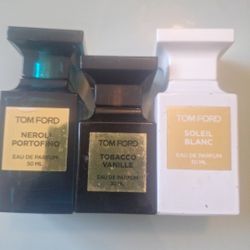 TOM FORD
NEROLI
PORTOFINO
EAU DE PARFUM
50 ML
TOM FORD
TOBACCO
VANILLE
EAU DE PARFUM
TOM FORD
SOLEIL
BLANC
EAU DE PARFUM
50 ML